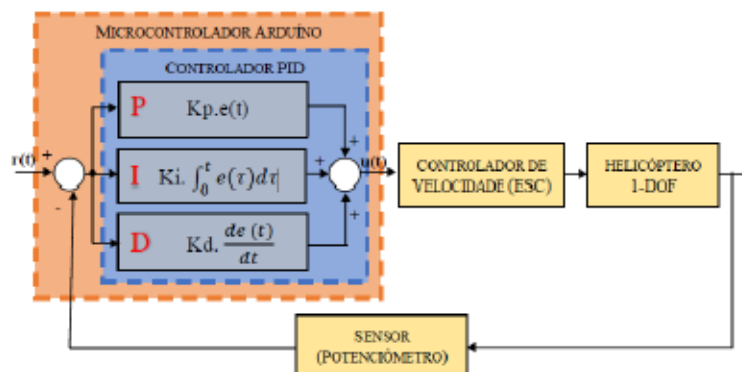 MICROCONTROLADOR ARDUÍNO
CONTROLADOR PID
P Kp.e(t)
r(t) +
I Ki. ∫₀ᵗ e(τ)dτ
+
+
u(t)
CONTROLADOR DE
VELOCIDADE (ESC)
HELICÓPTERO
1-DOF
-
D Kd. de (t)/dt
+
SENSOR
(POTENCIÔMETRO)